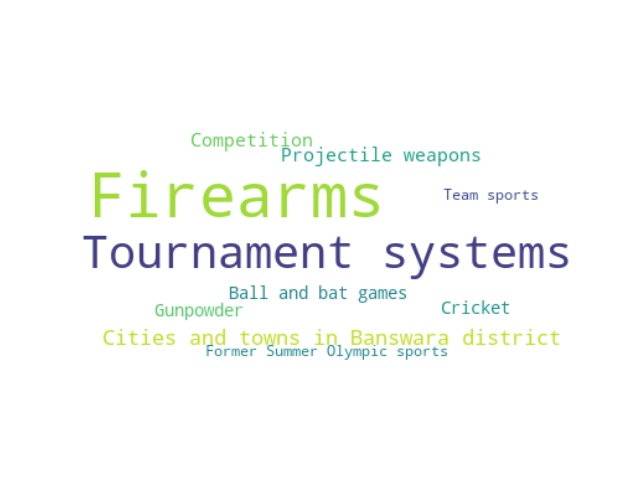 Competition
Projectile weapons
Firearms
Team sports
Tournament systems
Ball and bat games
Gunpowder
Cricket
Cities and towns in Banswara district
Former Summer Olympic sports